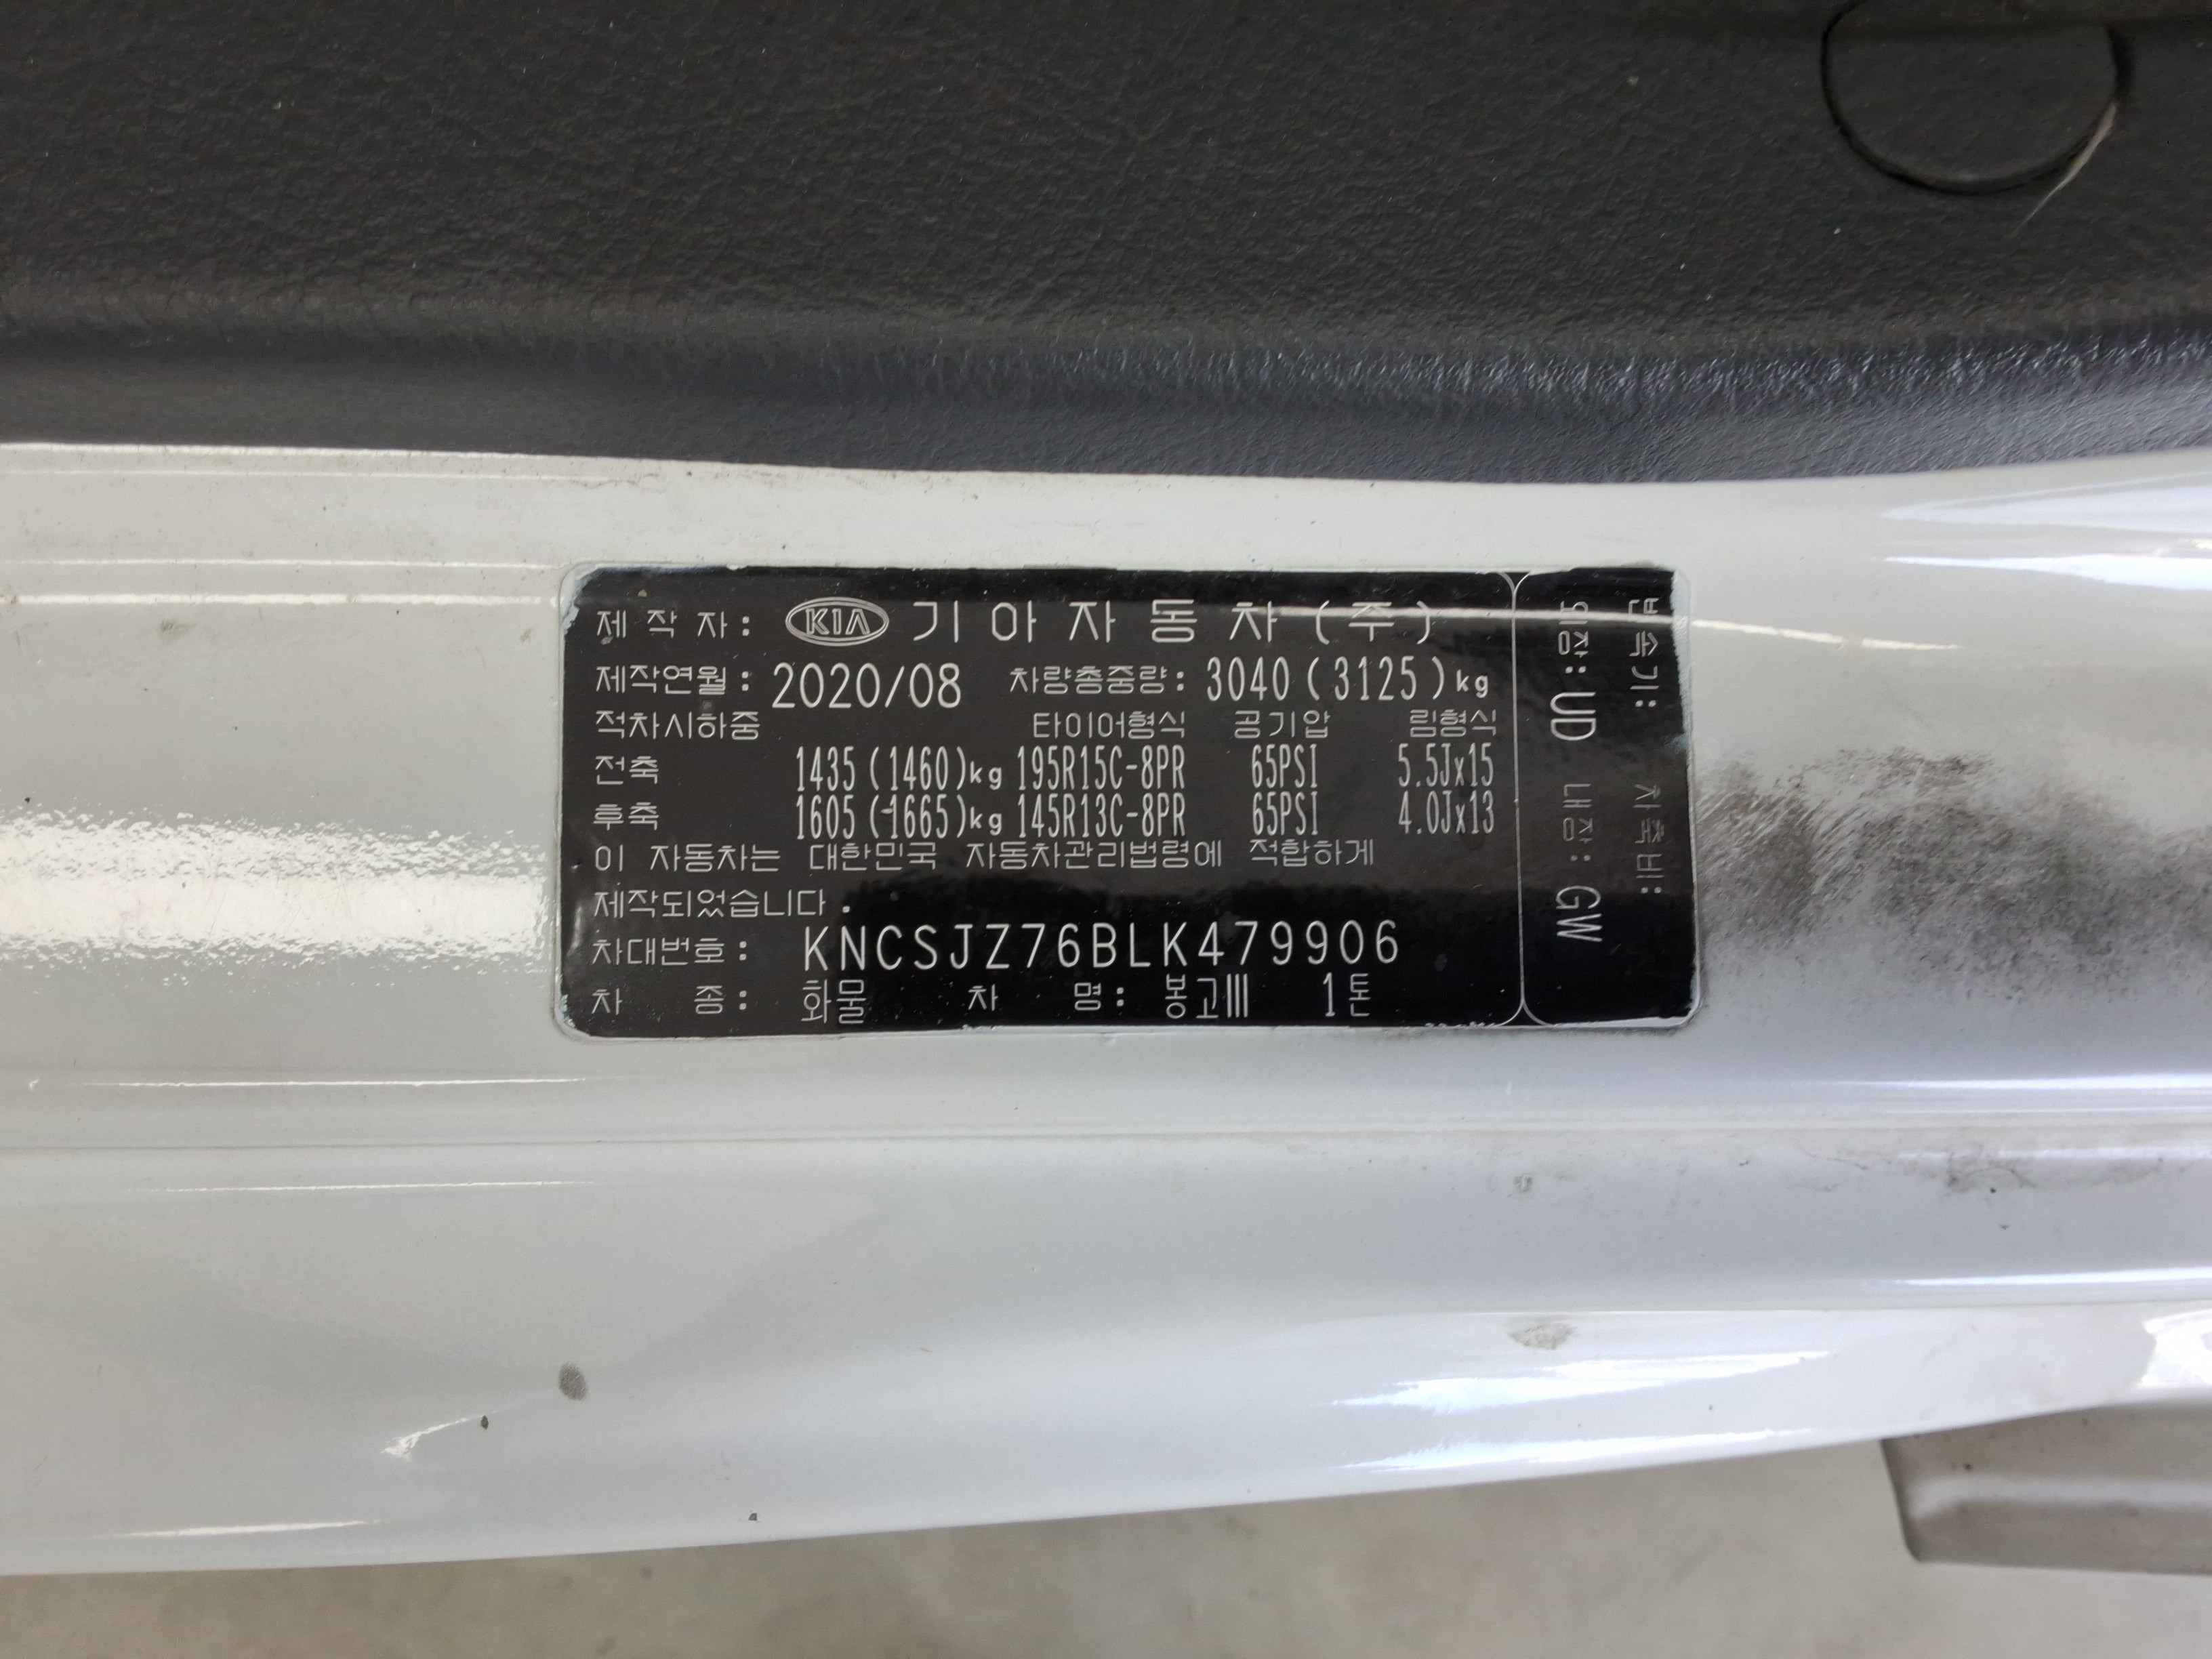 제 작 자: KIA 기 아 자 동 차 (주)
제작연월: 2020/08 차량총중량: 3040 (3125) kg
적차시하중 타이어형식 공기압 림형식
전축 1435 (1460) kg 195R15C-8PR 65PSI 5.5Jx15
후축 1605 (1665) kg 145R13C-8PR 65PSI 4.0Jx13
이 자동차는 대한민국 자동차관리법령에 적합하게
제작되었습니다.
차대번호: KNCSJZ76BLK479906
차 종: 화물 차 명: 봉고III 1톤
변속기: 차축비:
외장: UD 내장: GW